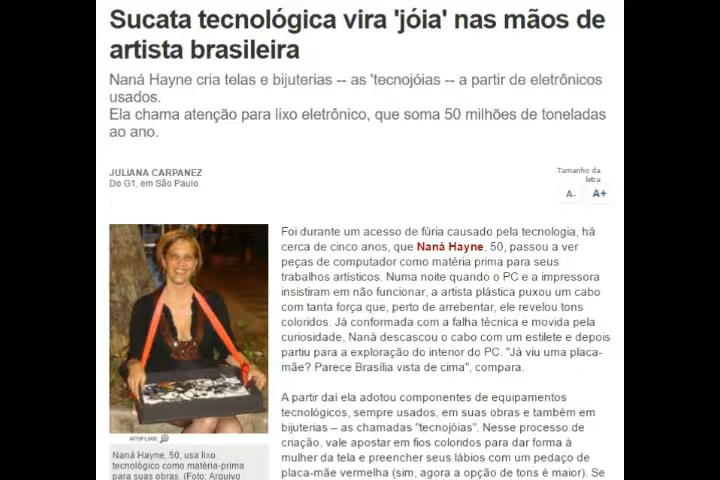 Sucata tecnológica vira 'jóia' nas mãos de
artista brasileira
Naná Hayne cria telas e bijuterias -- as 'tecnojóias -- a partir de eletrônicos
usados.
Ela chama atenção para lixo eletrônico, que soma 50 milhões de toneladas
ao ano.
JULIANA CARPANEZ
Do G1, em São Paulo
Tamanho da
letra
A- A+
Foi durante um acesso de fúria causado pela tecnologia, há
cerca de cinco anos, que Naná Hayne, 50, passou a ver
peças de computador como matéria prima para seus
trabalhos artísticos. Numa noite quando o PC e a impressora
insistiram em não funcionar, a artista plástica puxou um cabo
com tanta força que, perto de arrebentar, ele revelou tons
coloridos. Já conformada com a falha técnica e movida pela
curiosidade, Naná descascou o cabo com um estilete e depois
partiu para a exploração do interior do PC. "Já viu uma placa-
mãe? Parece Brasília vista de cima", compara.
A partir daí ela adotou componentes de equipamentos
tecnológicos, sempre usados, em suas obras e também em
bijuterias – as chamadas "tecnojóias". Nesse processo de
criação, vale apostar em fios coloridos para dar forma à
mulher da tela e preencher seus lábios com um pedaço de
placa-mãe vermelha (sim, agora a opção de tons é maior). Se
AMPLIAR
Naná Hayne, 50, usa lixo
tecnológico como matéria-prima
para suas obras. (Foto: Arquivo